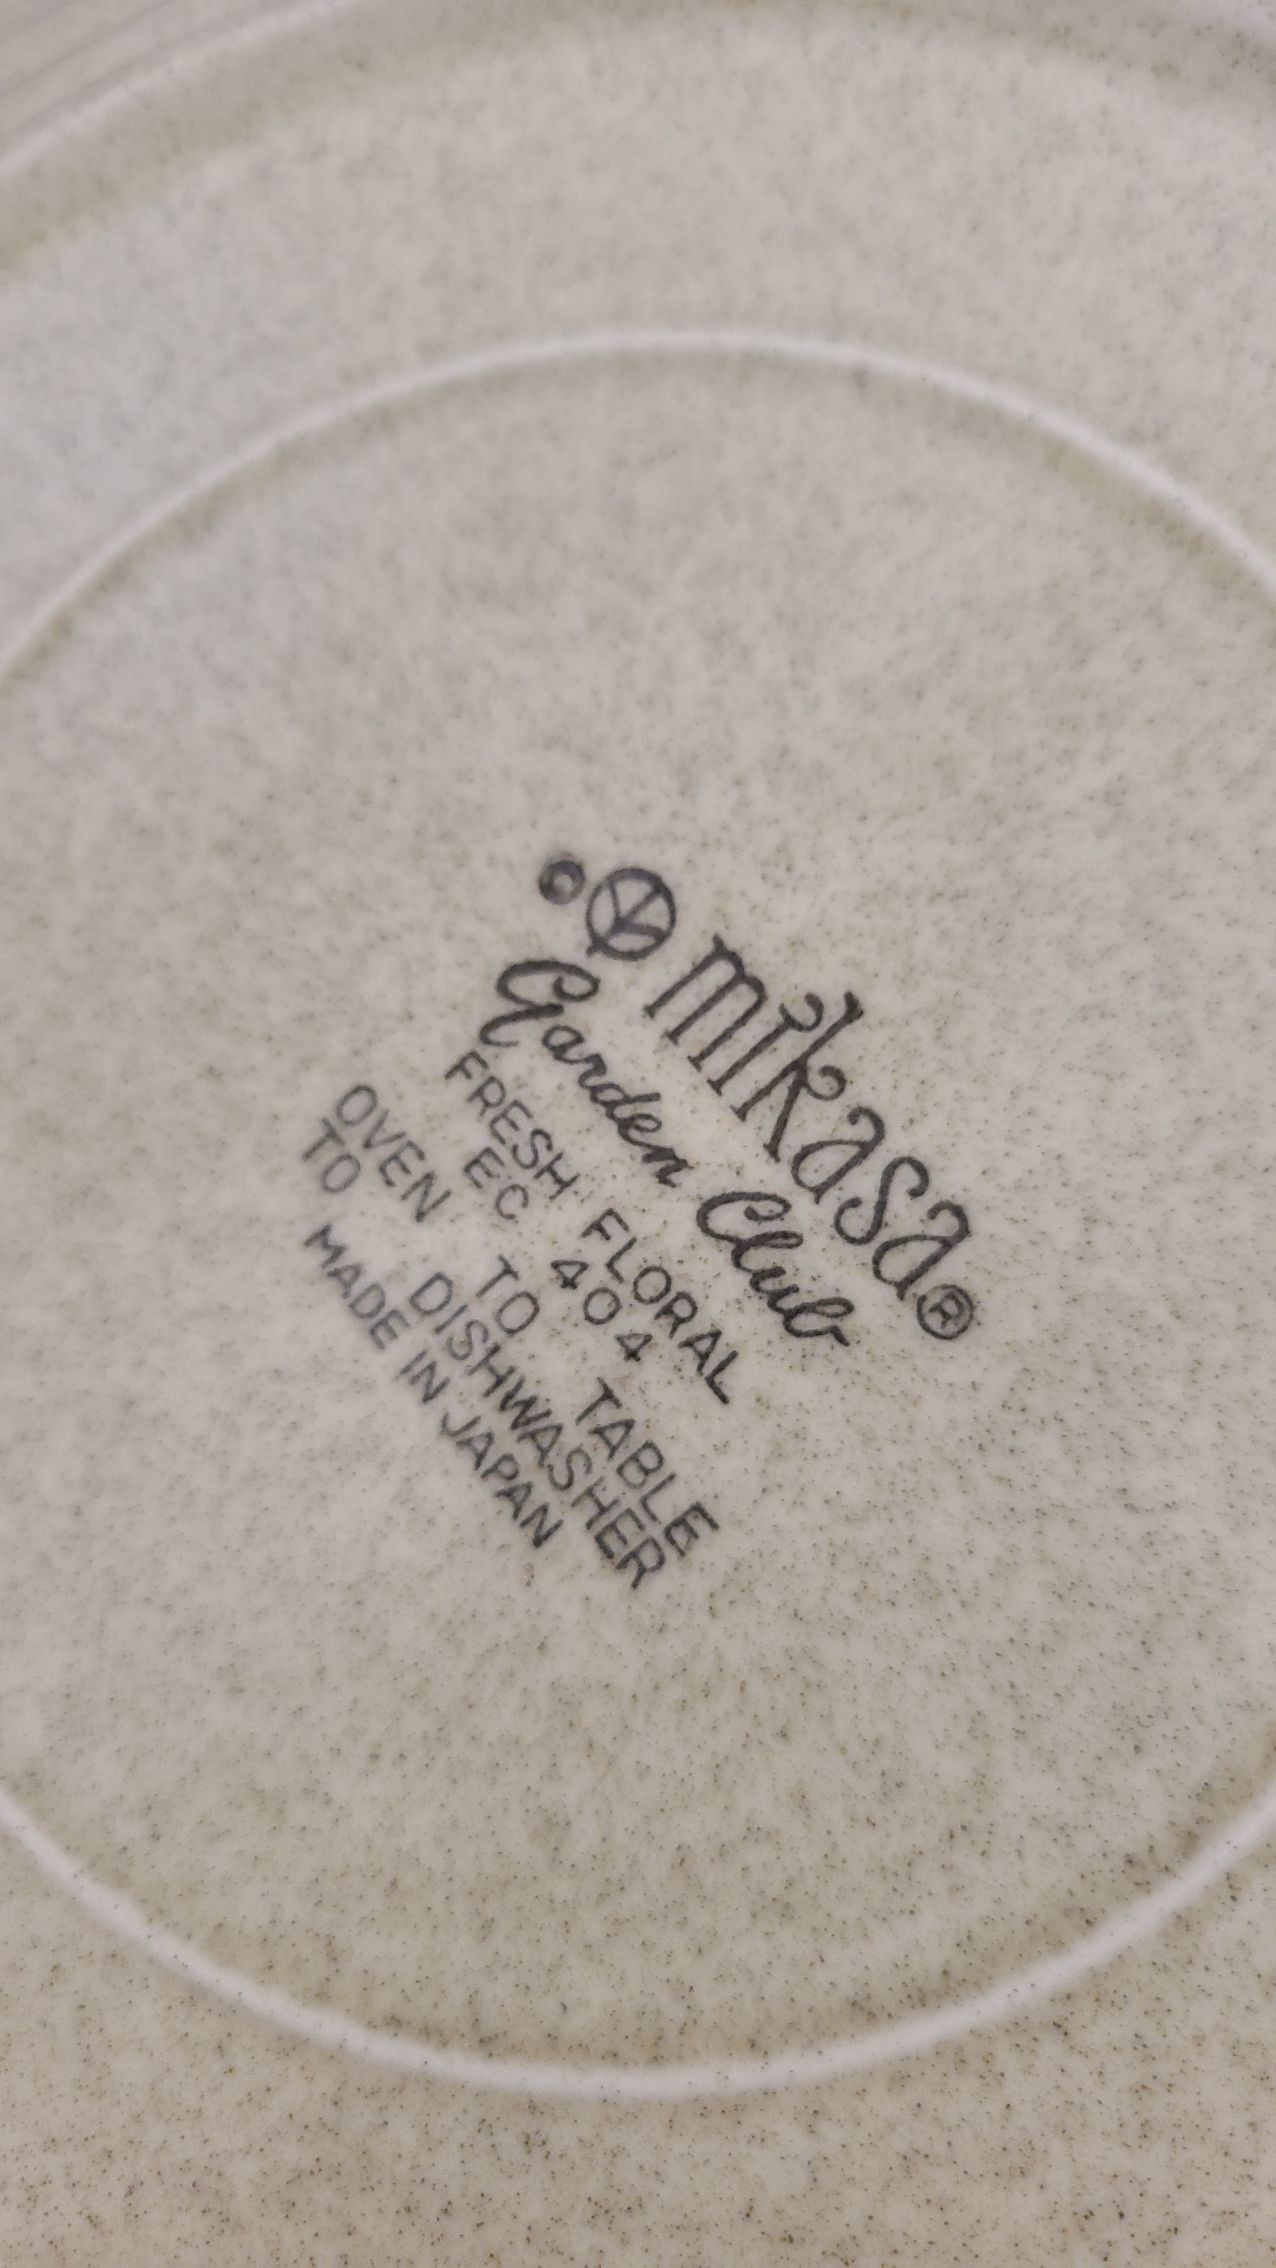 © mikasa®
Garden Club
FRESH FLORAL
EC 404
OVEN TO TABLE
TO DISHWASHER
MADE IN JAPAN